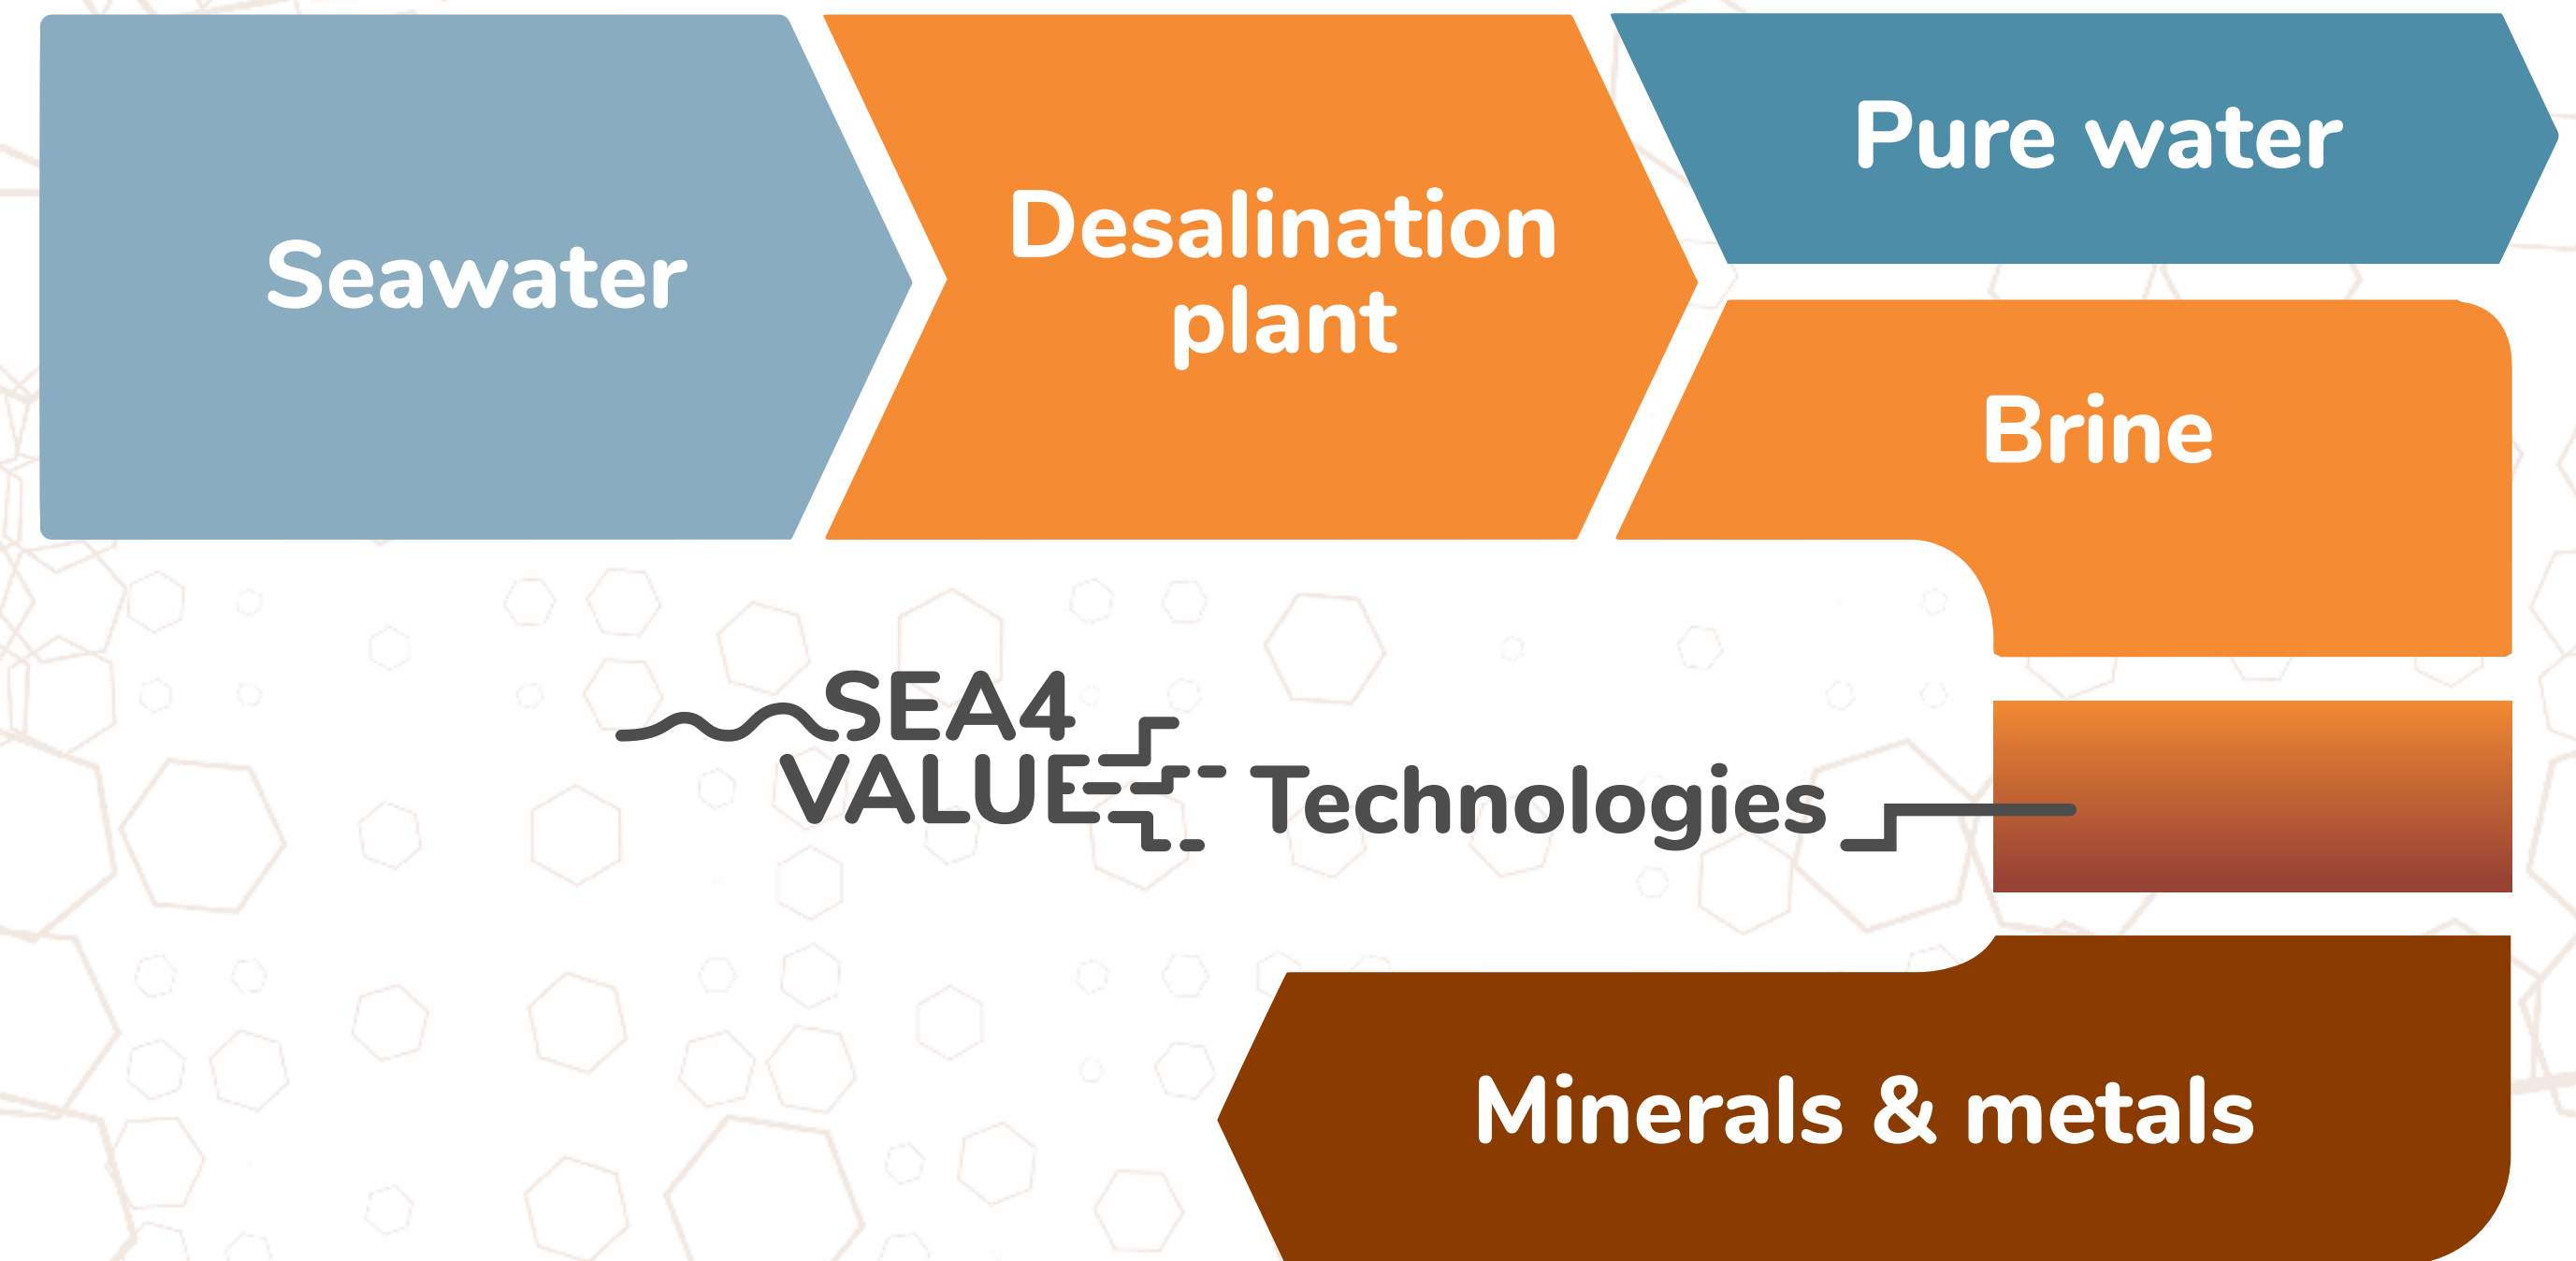 Seawater
Desalination
plant
Pure water
Brine
SEA4
VALUE
Technologies
Minerals & metals